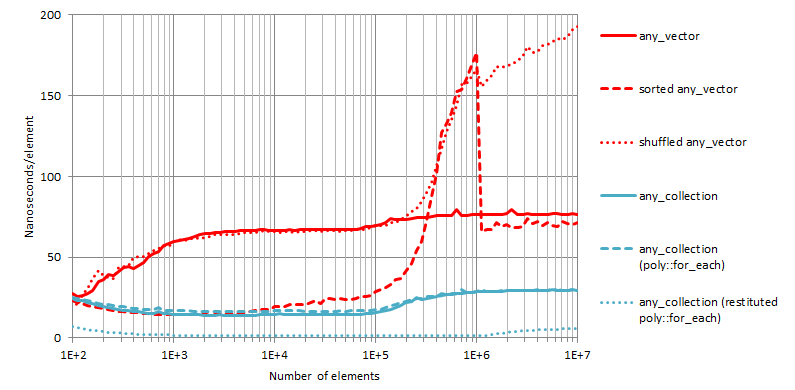 200
150
100
50
0
Nanoseconds/element
1E+2
1E+3
1E+4
1E+5
1E+6
1E+7
Number of elements
any_vector
sorted any_vector
shuffled any_vector
any_collection
any_collection
(poly::for_each)
any_collection (restituted
poly::for_each)